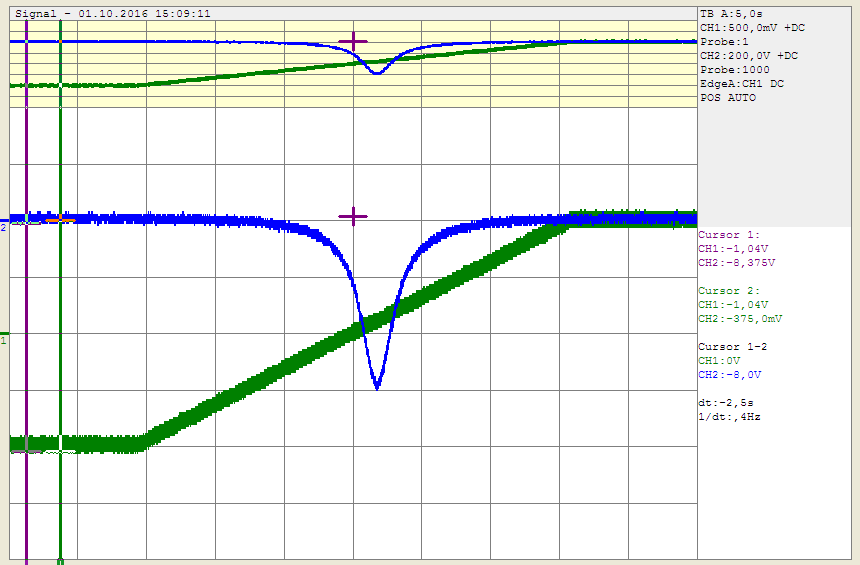 Signal - 01.10.2016 15:09:11
TB A:5,0s
CH1:500,0mV +DC
Probe:1
CH2:200,0V +DC
Probe:1000
EdgeA:CH1 DC
POS AUTO
2
1
Cursor 1:
CH1:-1,04V
CH2:-8,375V
Cursor 2:
CH1:-1,04V
CH2:-375,0mV
Cursor 1-2
CH1:0V
CH2:-8,0V
dt:-2,5s
1/dt:,4Hz